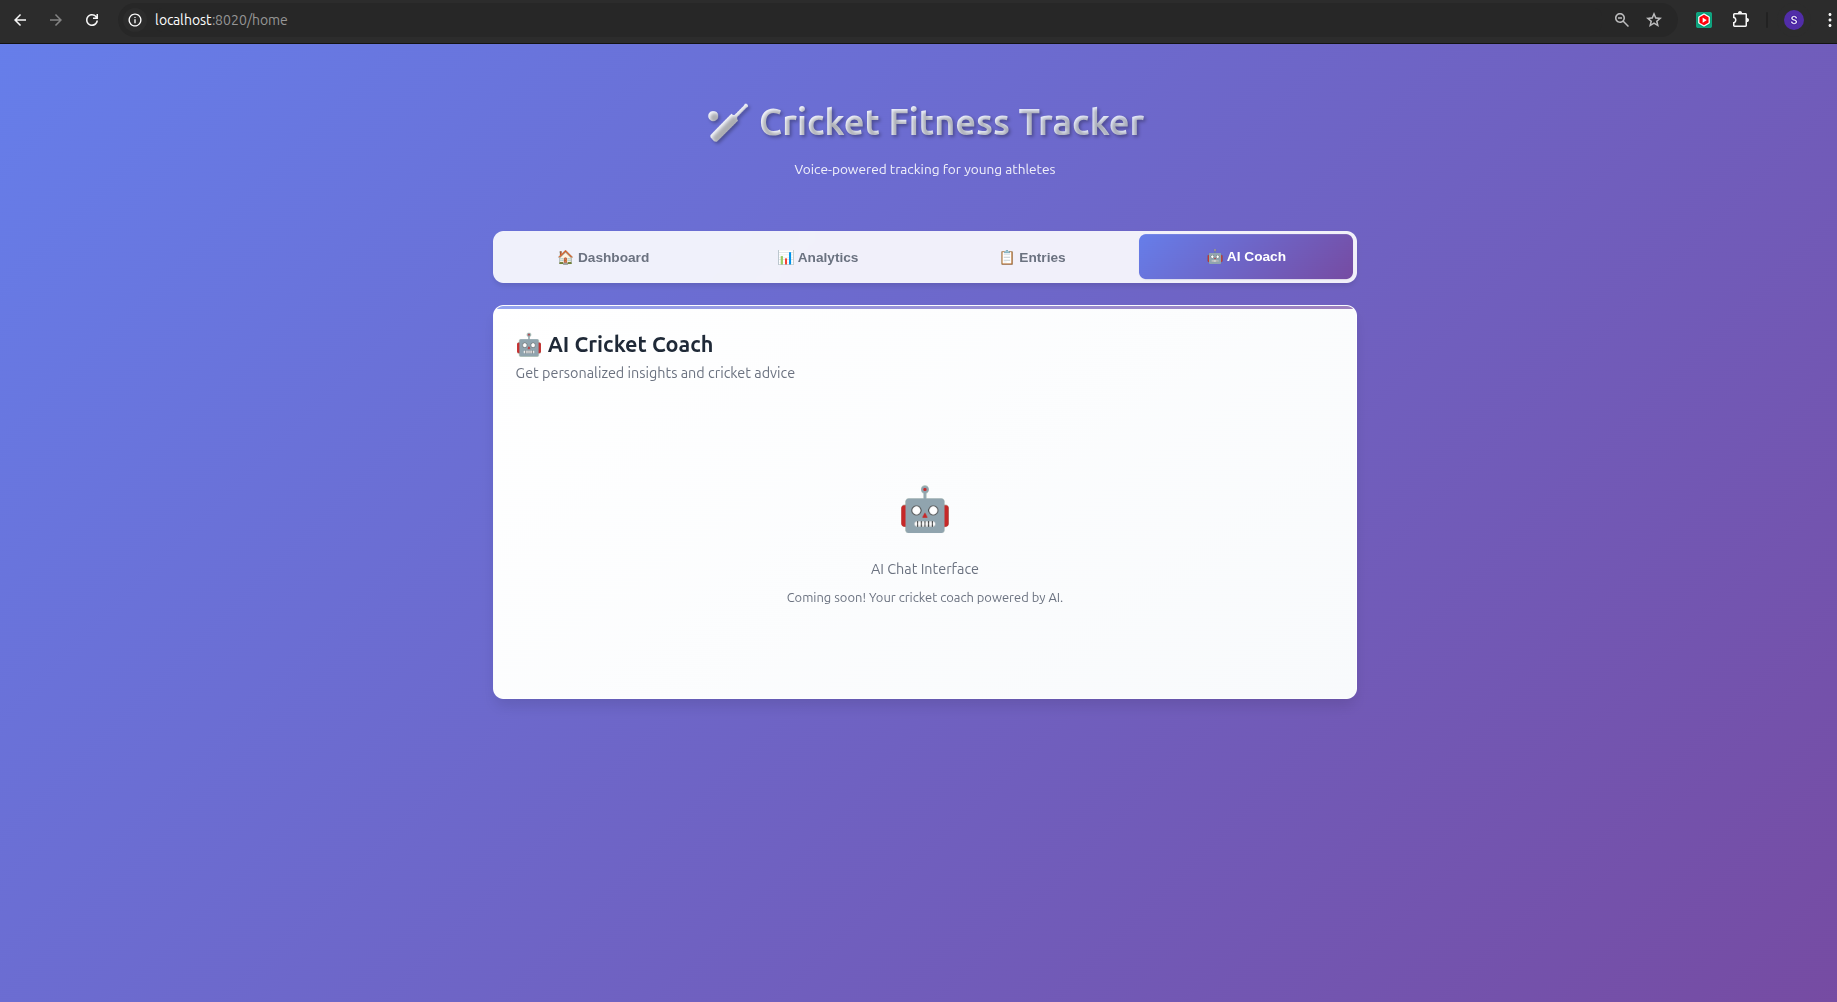 localhost:8020/home
S
Cricket Fitness Tracker
Voice-powered tracking for young athletes
Dashboard
Analytics
Entries
AI Coach
AI Cricket Coach
Get personalized insights and cricket advice
AI Chat Interface
Coming soon! Your cricket coach powered by AI.